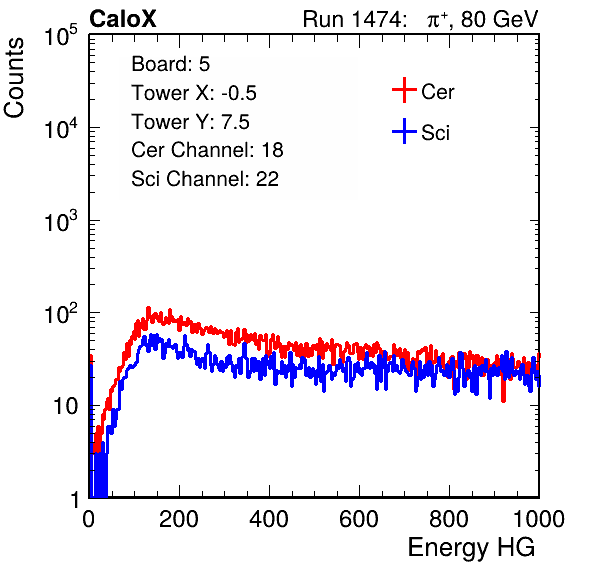 CaloX Run 1474: π⁺, 80 GeV
Board: 5
Tower X: -0.5
Tower Y: 7.5
Cer Channel: 18
Sci Channel: 22
Cer
Sci
Counts
10⁵
10⁴
10³
10²
10
1
0 200 400 600 800 1000
Energy HG